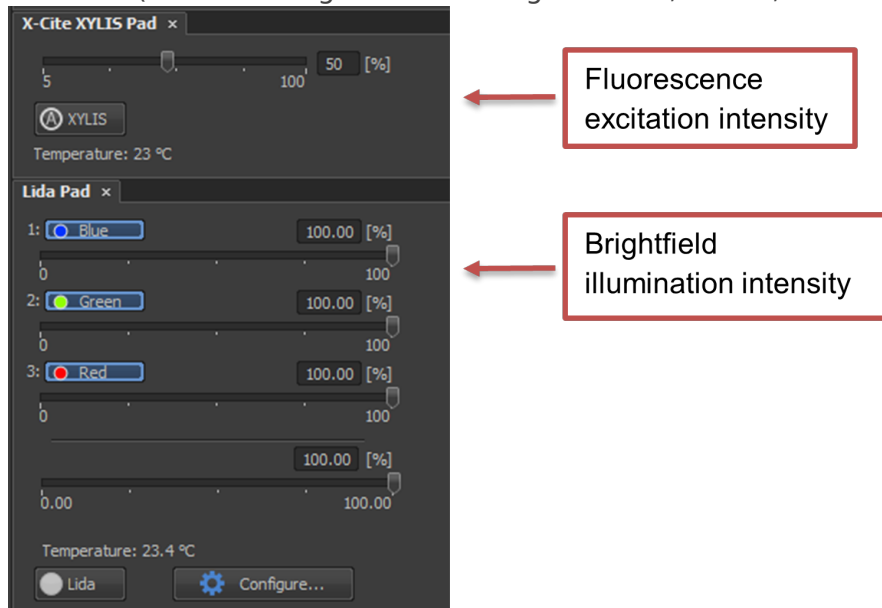 X-Cite XYLIS Pad ×
50 [%]
5 100
A XYLIS
Temperature: 23 ℃
Fluorescence
excitation intensity
Lida Pad ×
1: Blue 100.00 [%]
0 100
2: Green 100.00 [%]
0 100
3: Red 100.00 [%]
0 100
100.00 [%]
0.00 100.00
Temperature: 23.4 ℃
Lida Configure...
Brightfield
illumination intensity